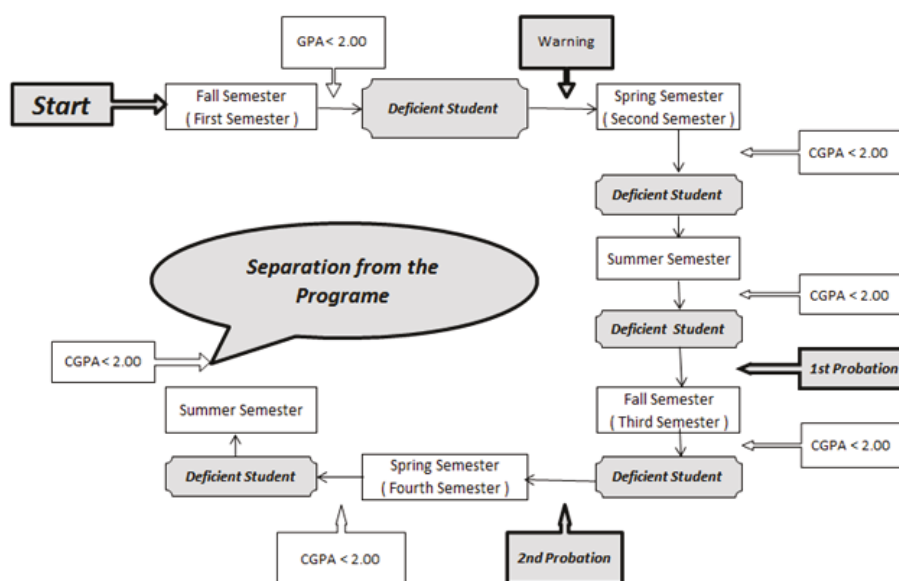 GPA< 2.00
Warning
Start
Fall Semester
( First Semester )
Deficient Student
Spring Semester
( Second Semester )
CGPA < 2.00
Deficient Student
Summer Semester
CGPA < 2.00
Deficient  Student
1st Probation
Fall Semester
( Third Semester )
CGPA < 2.00
Deficient Student
2nd Probation
Spring Semester
( Fourth Semester )
CGPA < 2.00
Deficient Student
Summer Semester
CGPA< 2.00
Separation from the
Programe